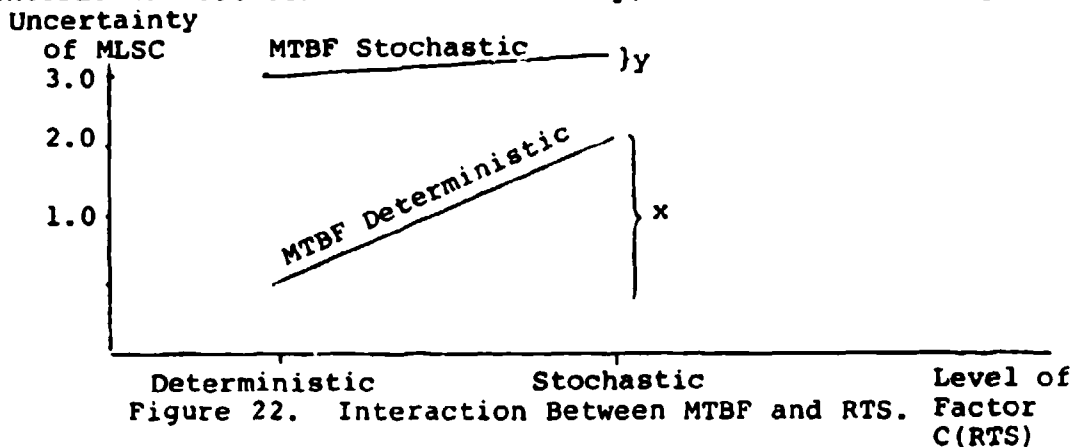 Uncertainty
of MLSC
MTBF Stochastic
}y
3.0
2.0
MTBF Deterministic
1.0
x
Deterministic Stochastic Level of
Figure 22. Interaction Between MTBF and RTS. Factor
C(RTS)